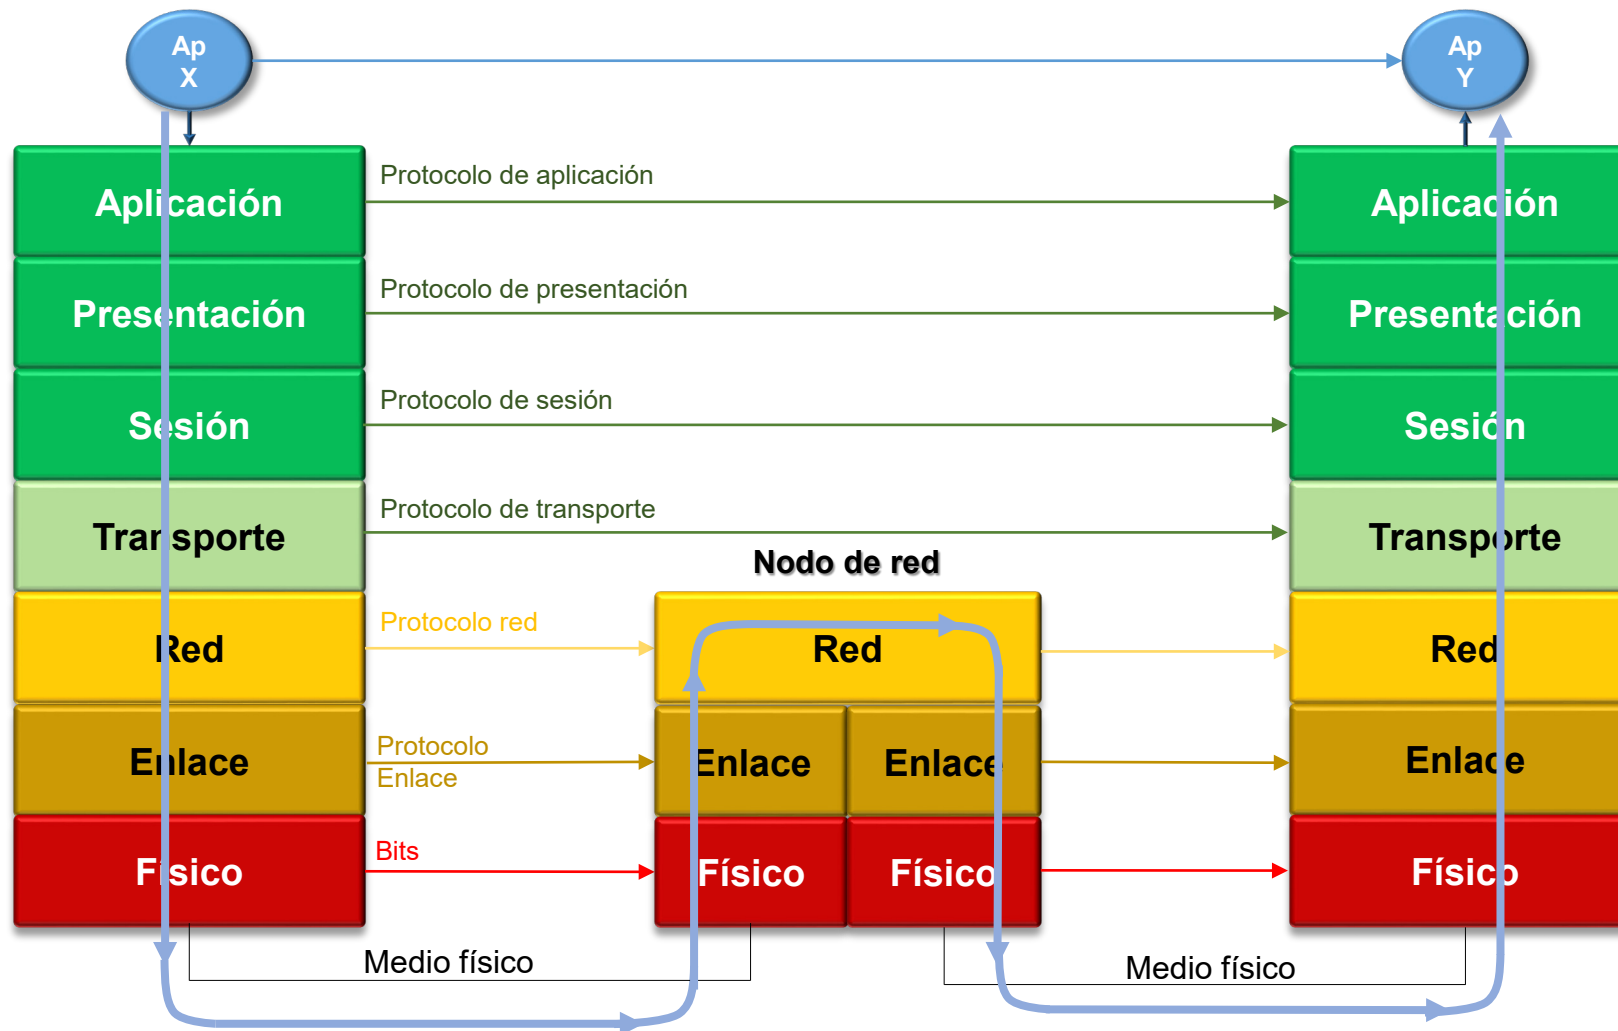 Ap
X
Ap
Y
Aplicación
Protocolo de aplicación
Aplicación
Presentación
Protocolo de presentación
Presentación
Sesión
Protocolo de sesión
Sesión
Transporte
Protocolo de transporte
Transporte
Nodo de red
Red
Protocolo red
Red
Red
Enlace
Protocolo
Enlace
Enlace
Enlace
Enlace
Físico
Bits
Físico
Físico
Físico
Medio físico
Medio físico